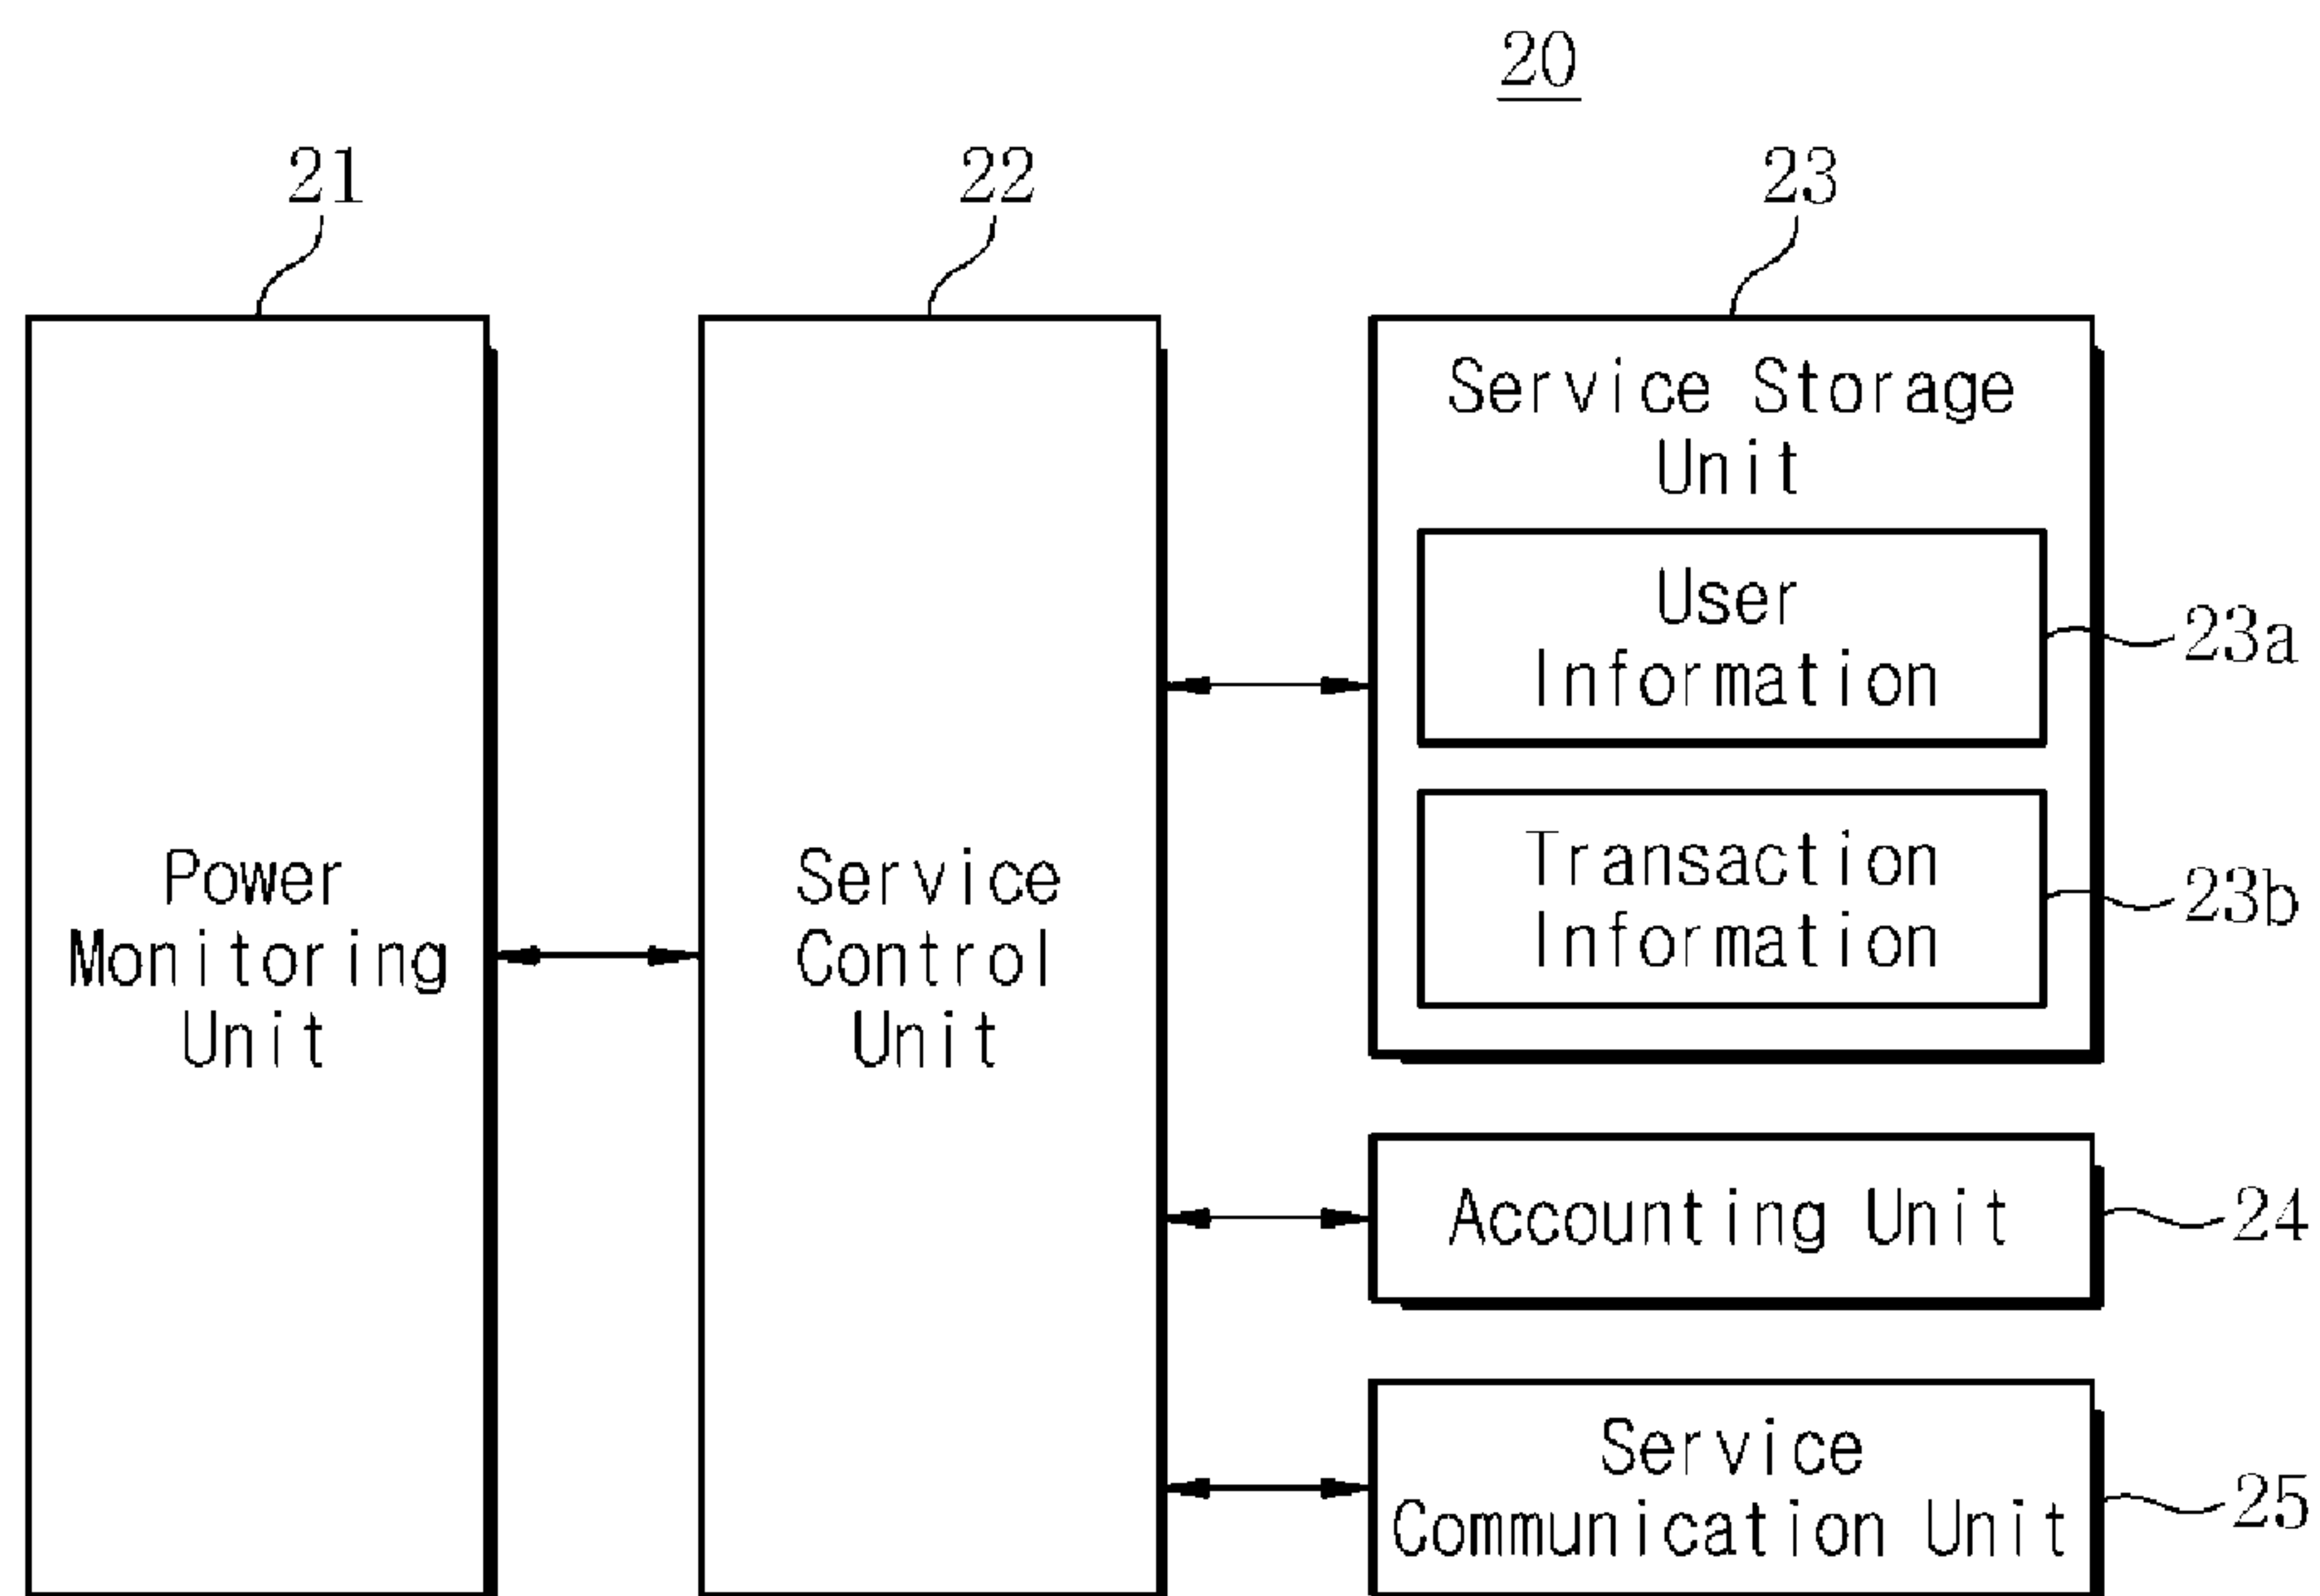 20
21
22
23
Power
Monitoring
Unit
Service
Control
Unit
Service Storage
Unit
User
Information
23a
Transaction
Information
23b
Accounting Unit
24
Service
Communication Unit
25